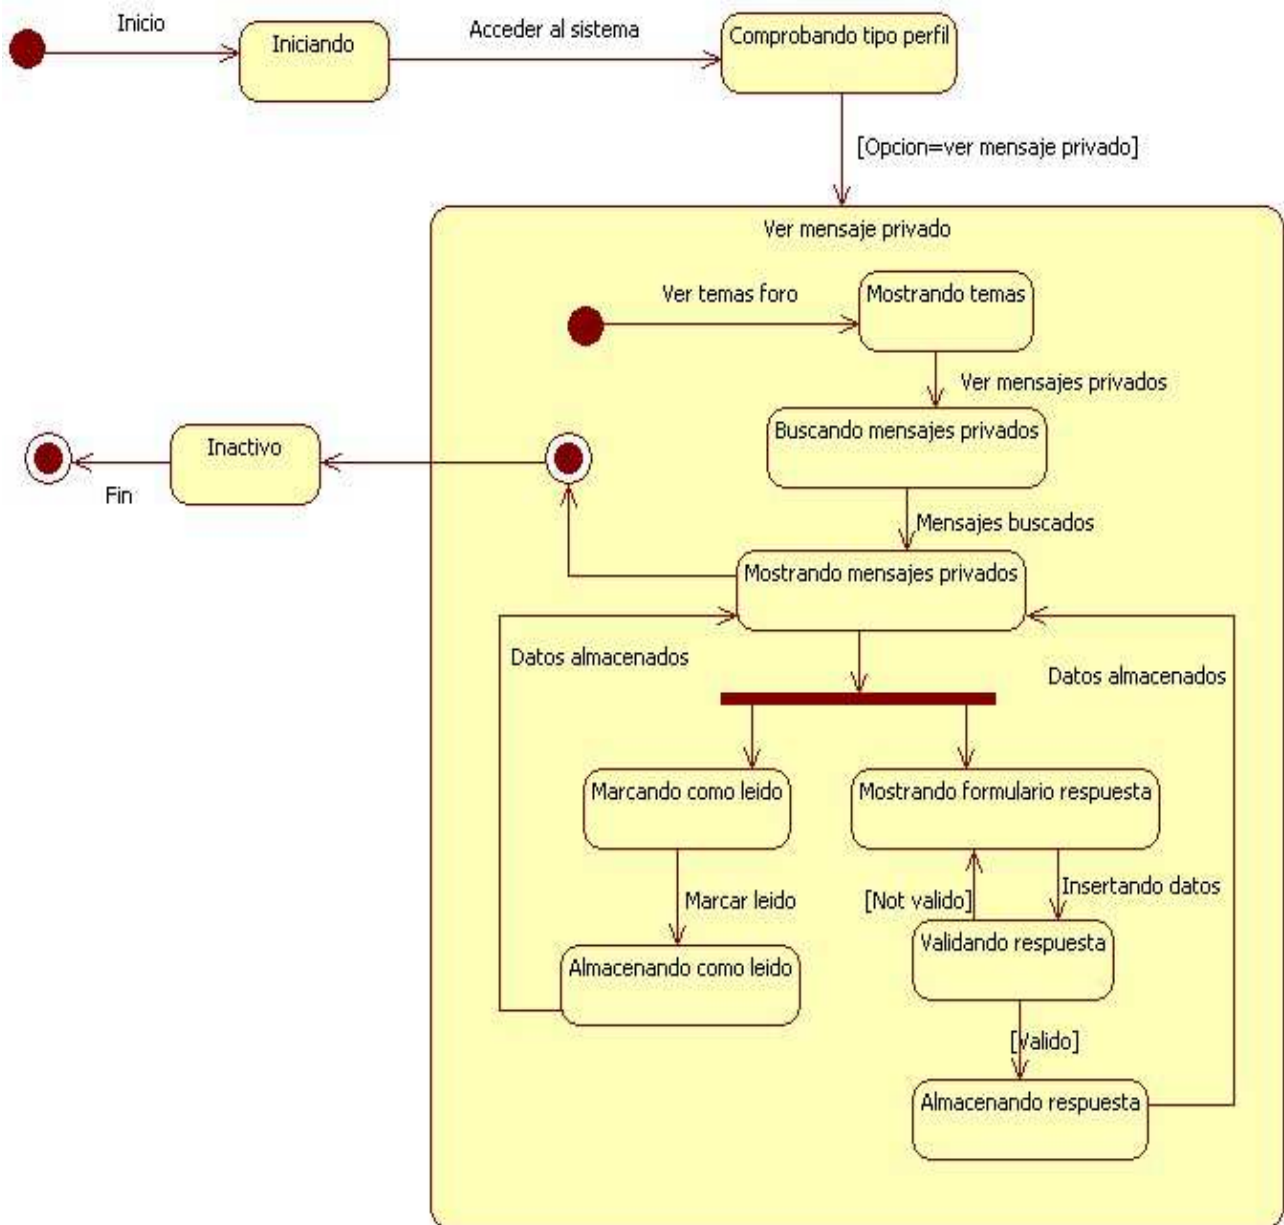 Inicio
Iniciando
Acceder al sistema
Comprobando tipo perfil
[Opcion=ver mensaje privado]
Ver mensaje privado
Ver temas foro
Mostrando temas
Ver mensajes privados
Buscando mensajes privados
Inactivo
Fin
Mensajes buscados
Mostrando mensajes privados
Datos almacenados
Datos almacenados
Marcando como leido
Mostrando formulario respuesta
Marcar leido
[Not valido]
Insertando datos
Validando respuesta
Almacenando como leido
[Valido]
Almacenando respuesta